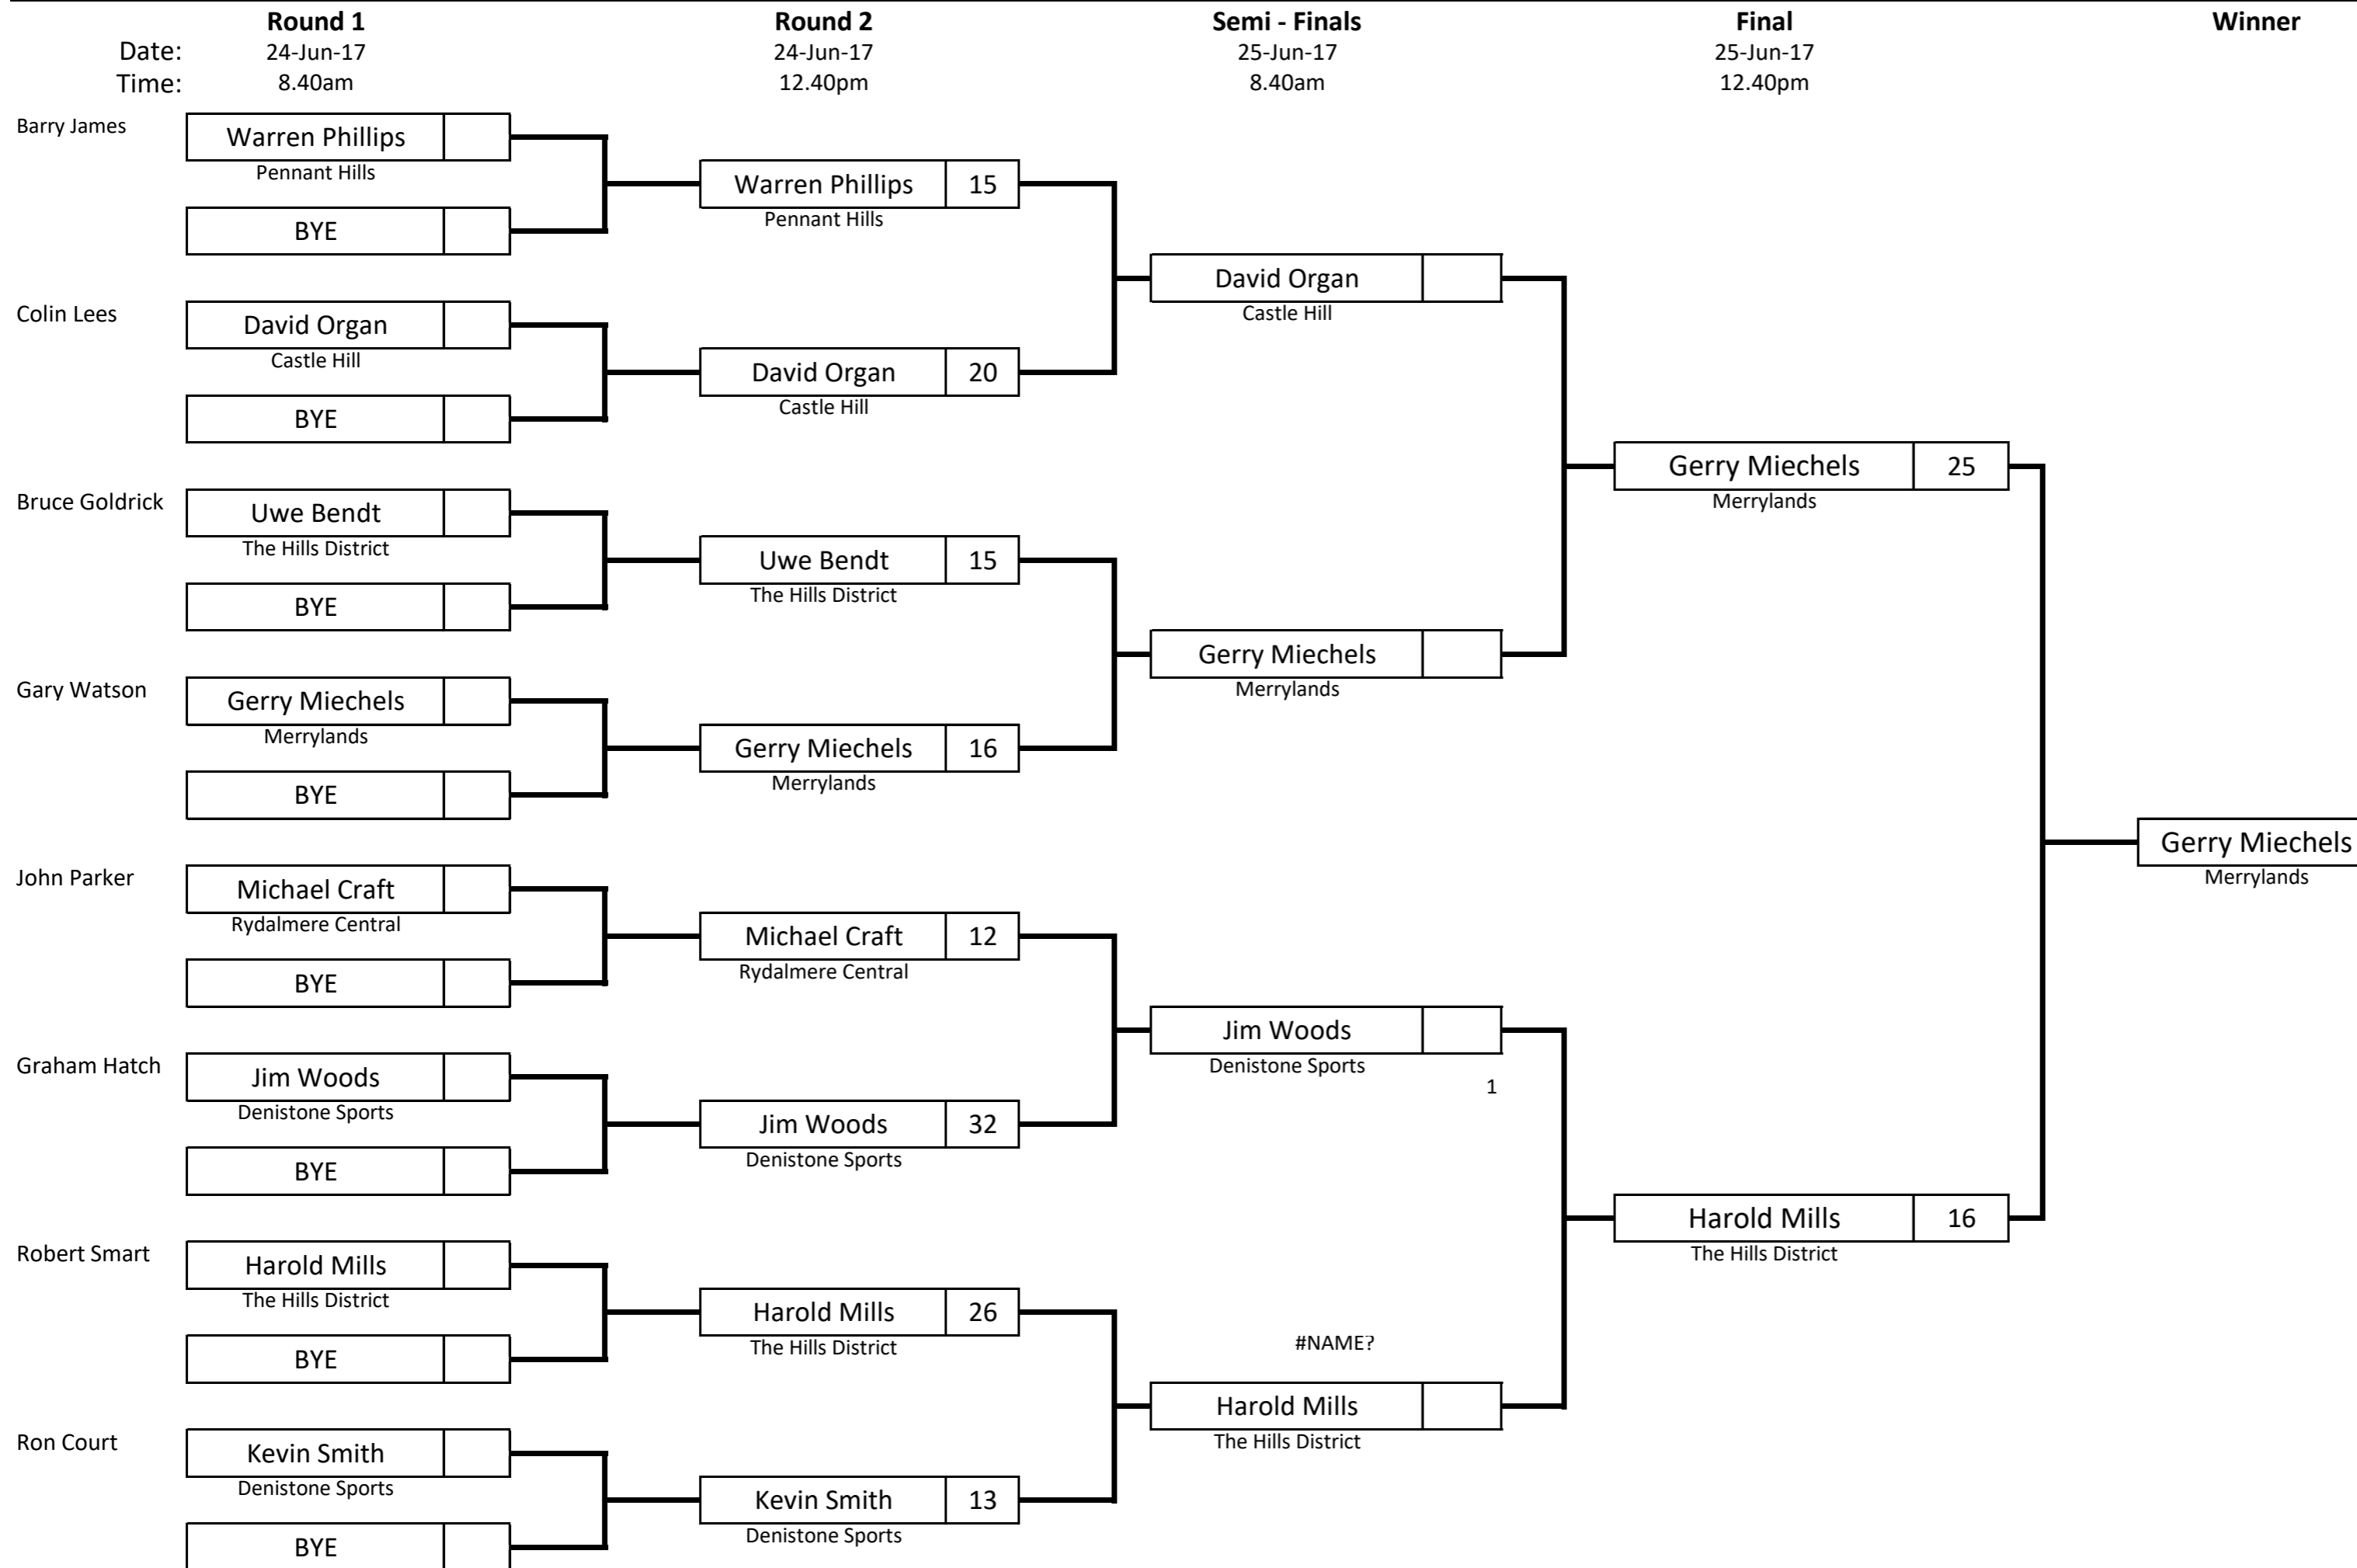 Round 1 Round 2 Semi - Finals Final Winner
Date: 24-Jun-17 24-Jun-17 25-Jun-17 25-Jun-17
Time: 8.40am 12.40pm 8.40am 12.40pm
Barry James
Warren Phillips
Pennant Hills
Warren Phillips 15
Pennant Hills
BYE
David Organ
Castle Hill
Colin Lees
David Organ
Castle Hill
David Organ 20
Castle Hill
BYE
Gerry Miechels 25
Merrylands
Bruce Goldrick
Uwe Bendt
The Hills District
Uwe Bendt 15
The Hills District
BYE
Gerry Miechels
Merrylands
Gary Watson
Gerry Miechels
Merrylands
Gerry Miechels 16
Merrylands
BYE
Gerry Miechels
Merrylands
John Parker
Michael Craft
Rydalmere Central
Michael Craft 12
Rydalmere Central
BYE
Jim Woods
Denistone Sports
1
Graham Hatch
Jim Woods
Denistone Sports
Jim Woods 32
Denistone Sports
BYE
Harold Mills 16
The Hills District
Robert Smart
Harold Mills
The Hills District
Harold Mills 26
The Hills District
#NAME?
BYE
Harold Mills
The Hills District
Ron Court
Kevin Smith
Denistone Sports
Kevin Smith 13
Denistone Sports
BYE